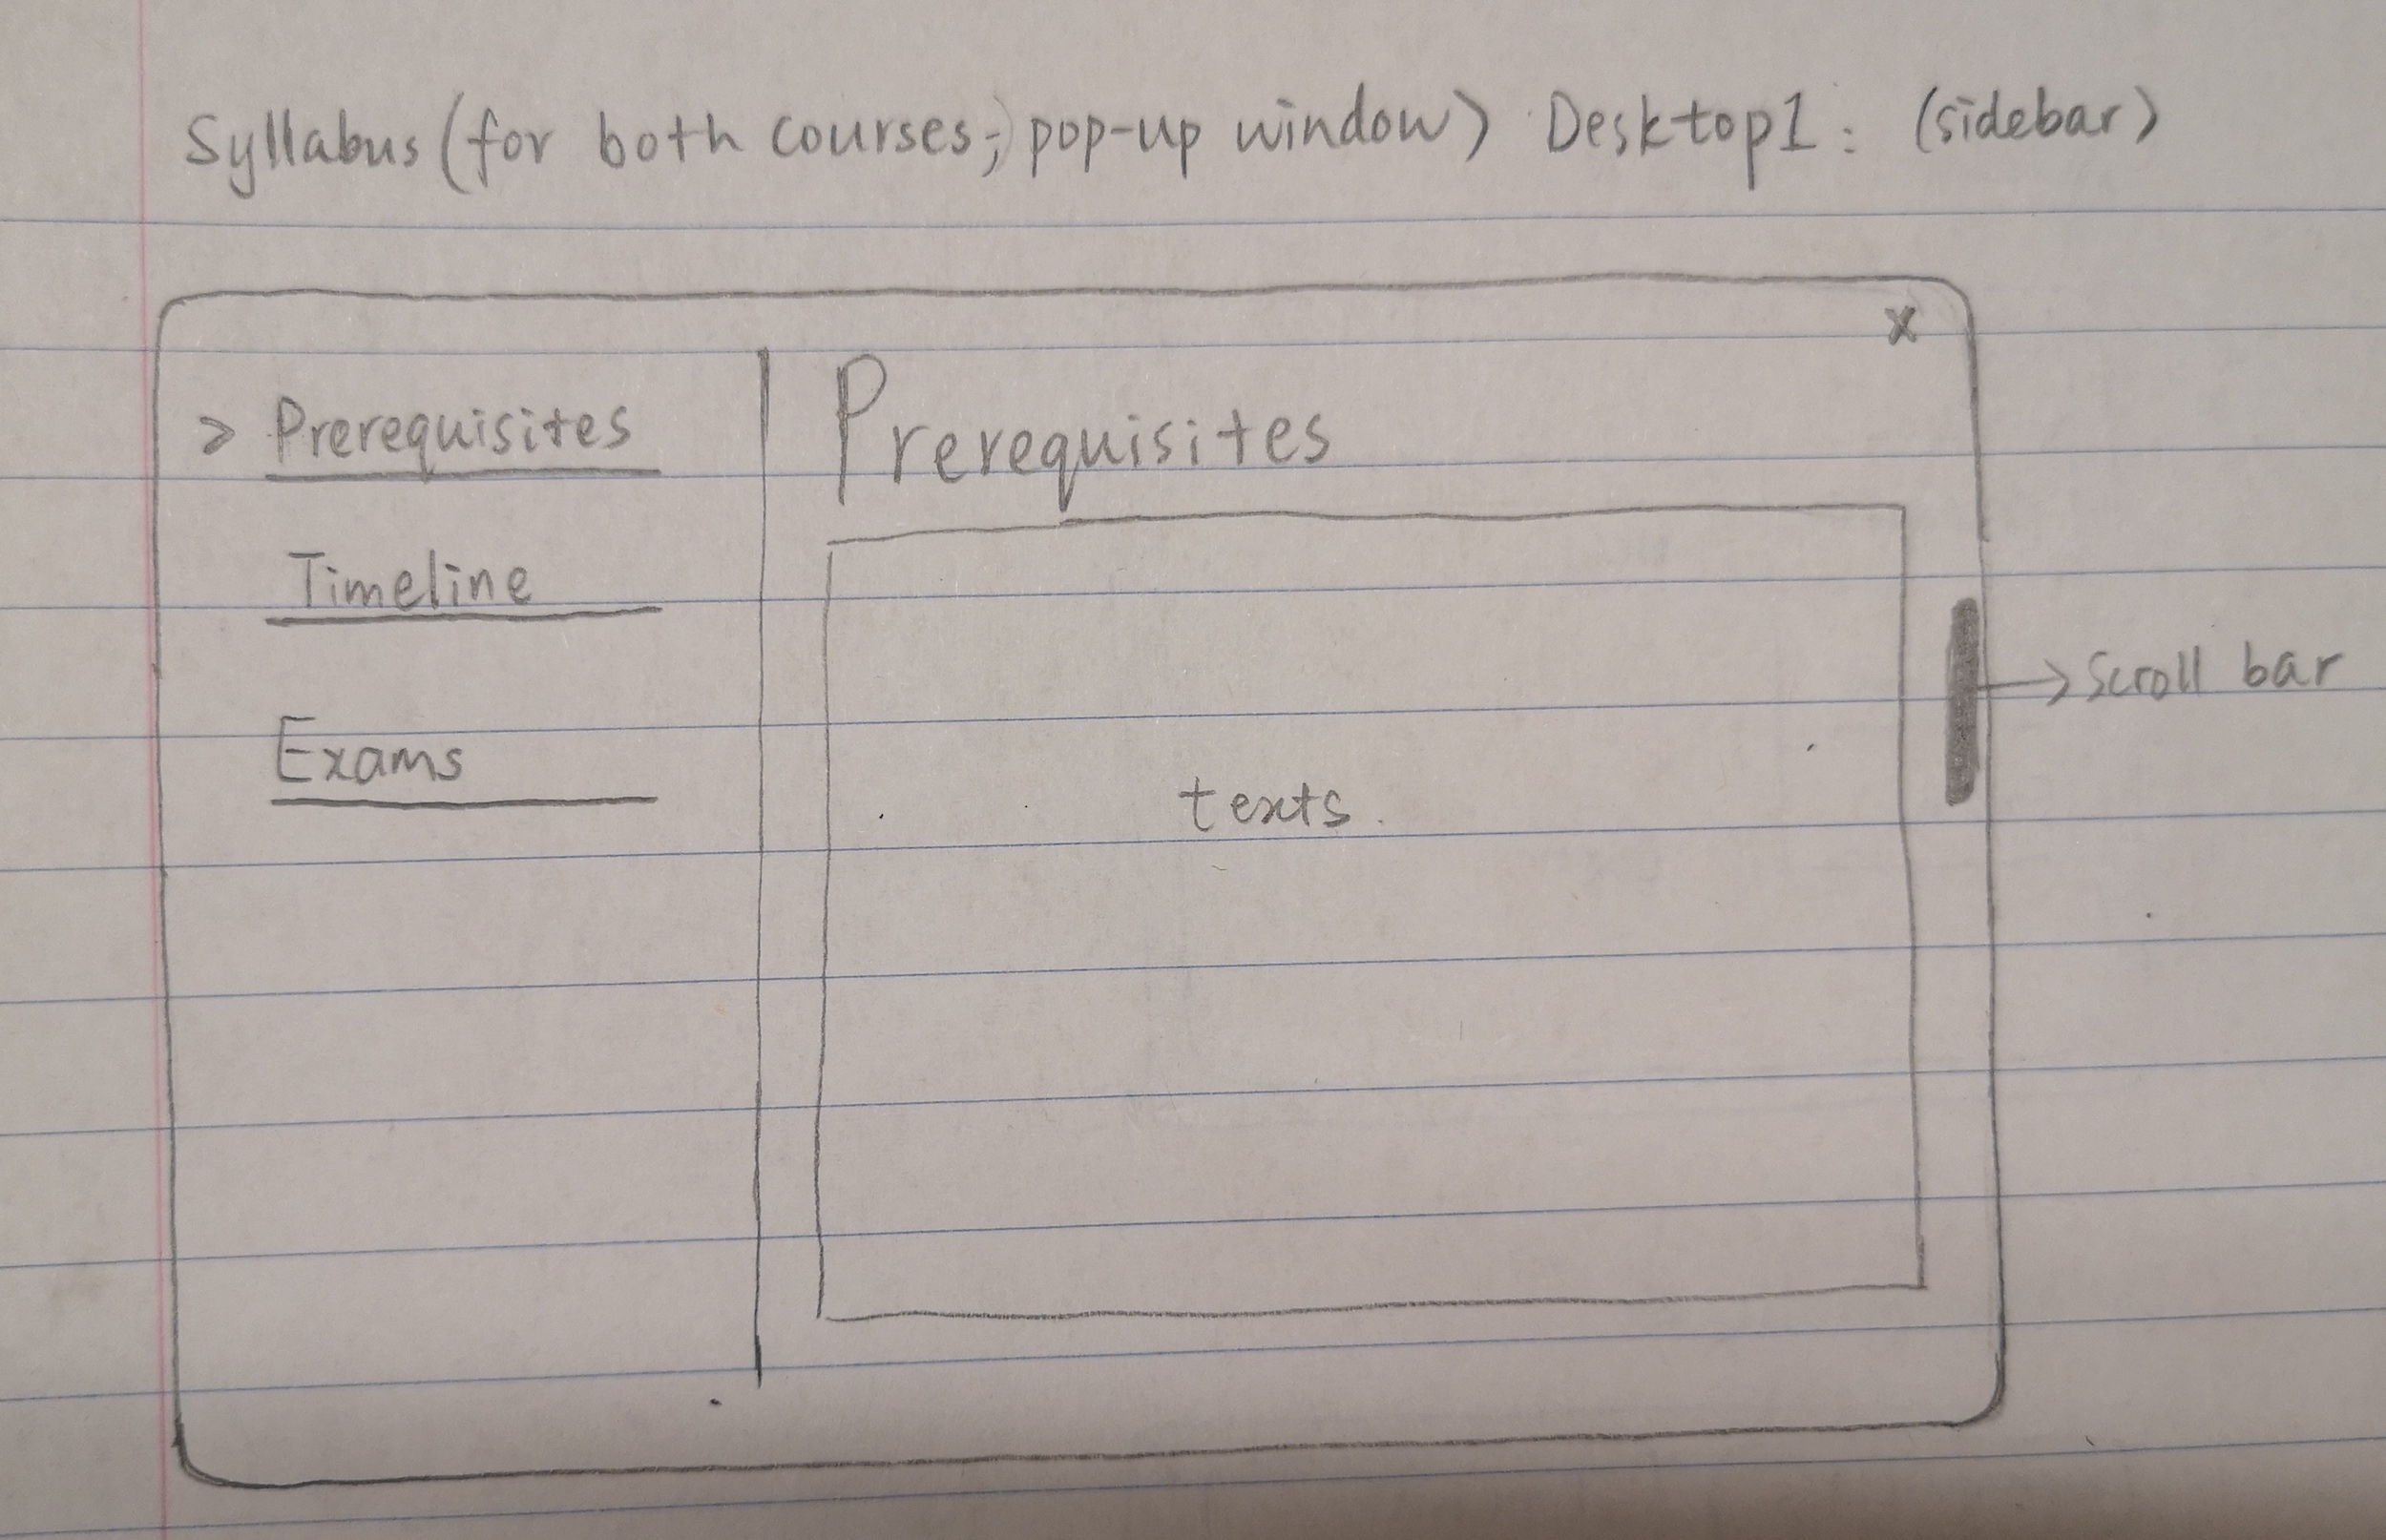 Syllabus (for both courses; pop-up window) Desktop1: (sidebar)
x
> Prerequisites
Timeline
Exams
Prerequisites
texts.
→ Scroll bar